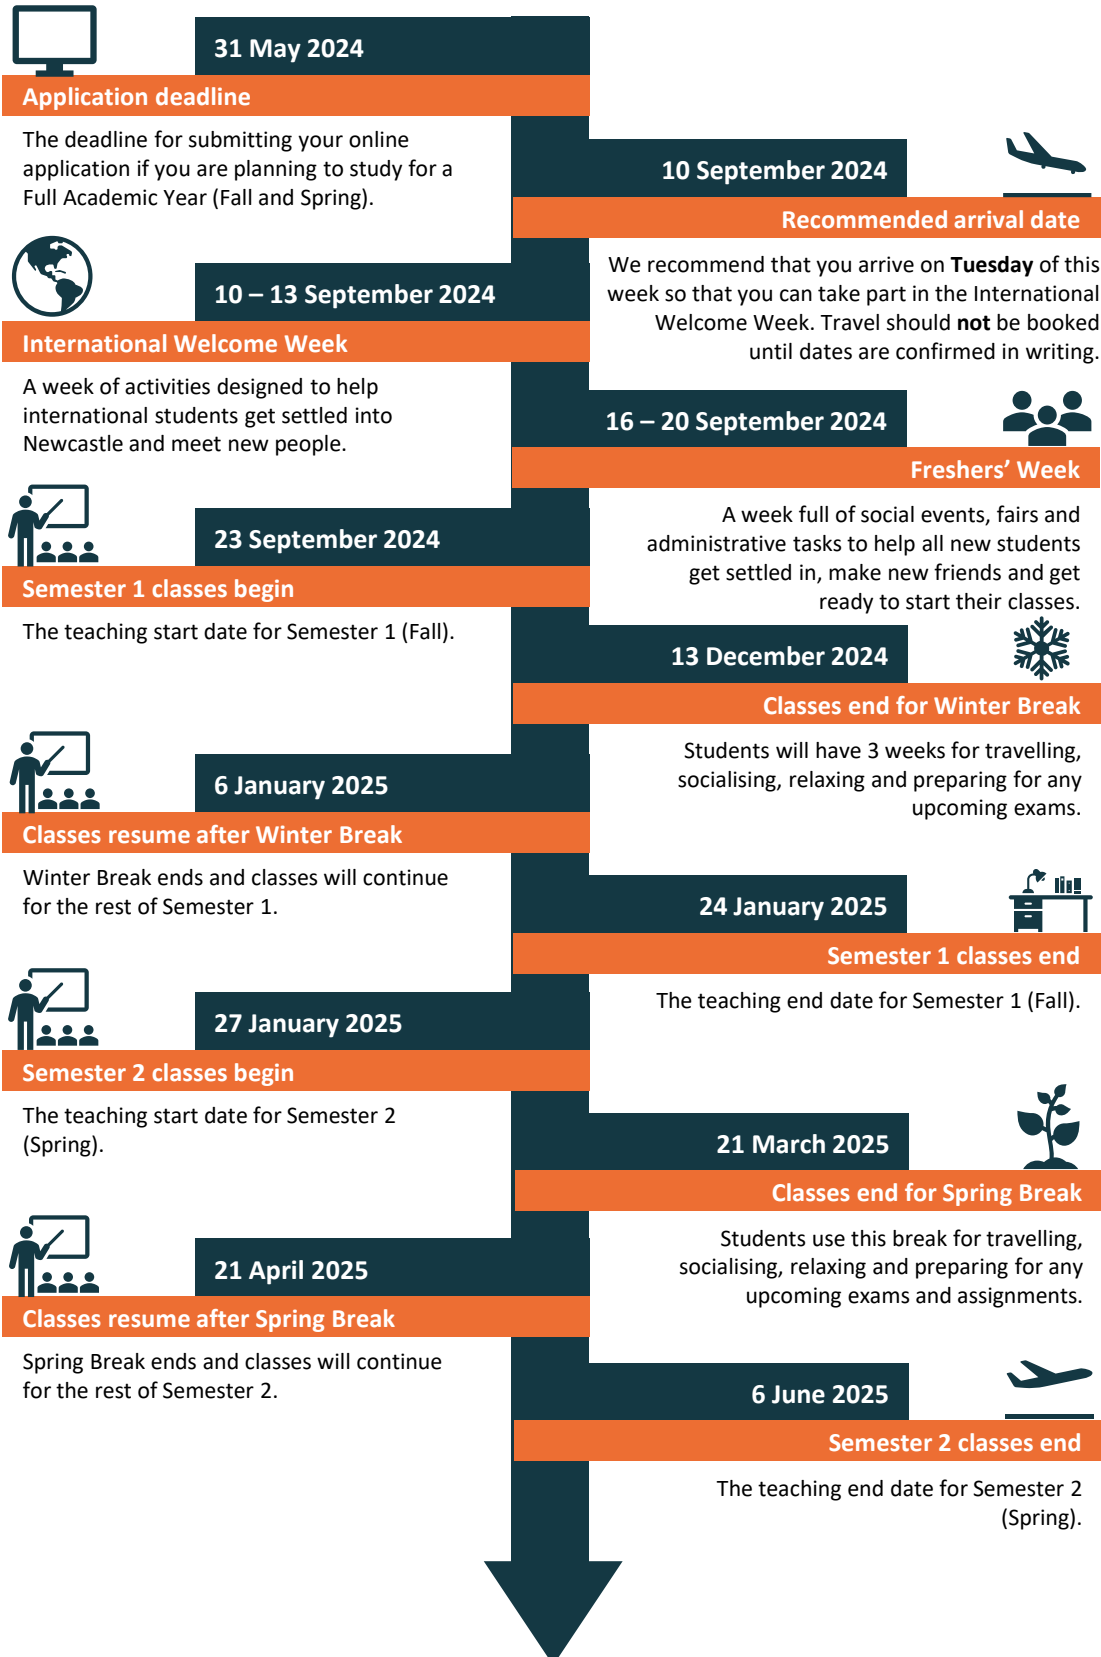 31 May 2024
Application deadline
The deadline for submitting your online
application if you are planning to study for a
Full Academic Year (Fall and Spring).
10 September 2024
Recommended arrival date
We recommend that you arrive on Tuesday of this
week so that you can take part in the International
Welcome Week. Travel should not be booked
until dates are confirmed in writing.
10 – 13 September 2024
International Welcome Week
A week of activities designed to help
international students get settled into
Newcastle and meet new people.
16 – 20 September 2024
Freshers’ Week
A week full of social events, fairs and
administrative tasks to help all new students
get settled in, make new friends and get
ready to start their classes.
23 September 2024
Semester 1 classes begin
The teaching start date for Semester 1 (Fall).
13 December 2024
Classes end for Winter Break
Students will have 3 weeks for travelling,
socialising, relaxing and preparing for any
upcoming exams.
6 January 2025
Classes resume after Winter Break
Winter Break ends and classes will continue
for the rest of Semester 1.
24 January 2025
Semester 1 classes end
The teaching end date for Semester 1 (Fall).
27 January 2025
Semester 2 classes begin
The teaching start date for Semester 2
(Spring).
21 March 2025
Classes end for Spring Break
Students use this break for travelling,
socialising, relaxing and preparing for any
upcoming exams and assignments.
21 April 2025
Classes resume after Spring Break
Spring Break ends and classes will continue
for the rest of Semester 2.
6 June 2025
Semester 2 classes end
The teaching end date for Semester 2
(Spring).